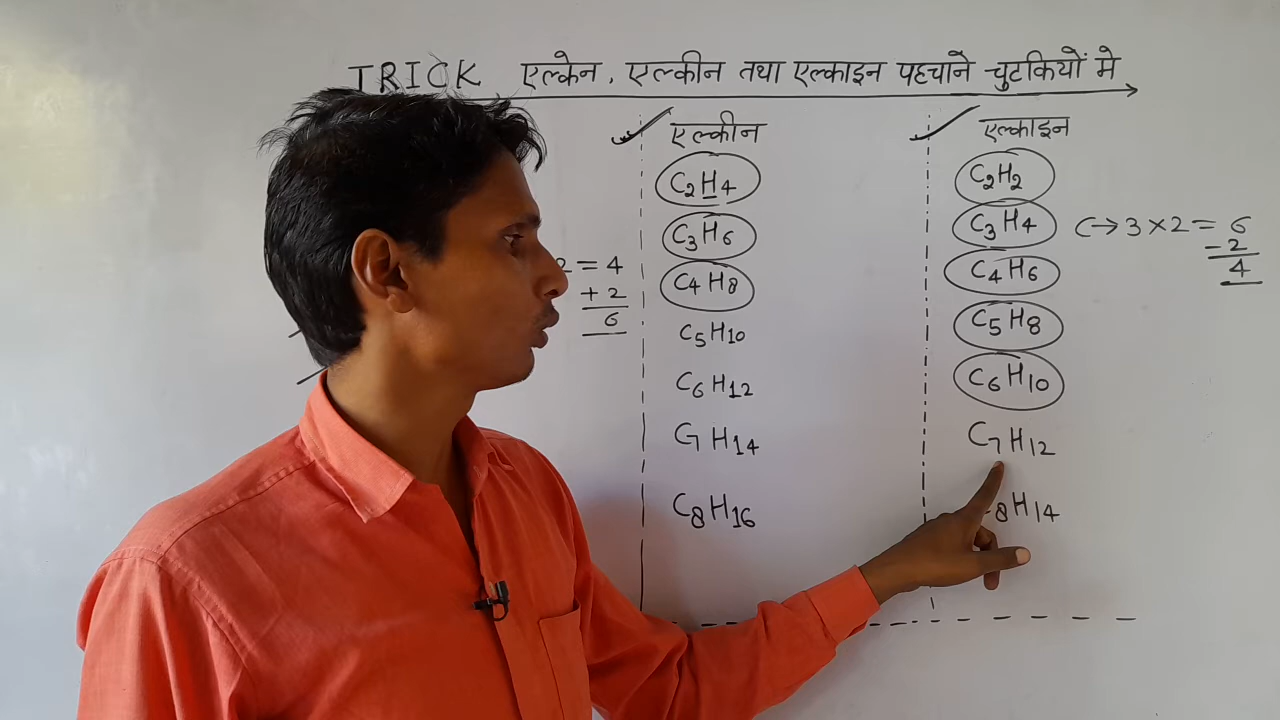 TRICK एल्केन, एल्कीन तथा एल्काइन पहचाने चुटकियों मे
2 = 4
+ 2
6
एल्कीन
C2H4
C3H6
C4H8
C5H10
C6H12
C7H14
C8H16
एल्काइन
C2H2
C3H4
C→3×2=6
-2
4
C4H6
C5H8
C6H10
C7H12
8H14